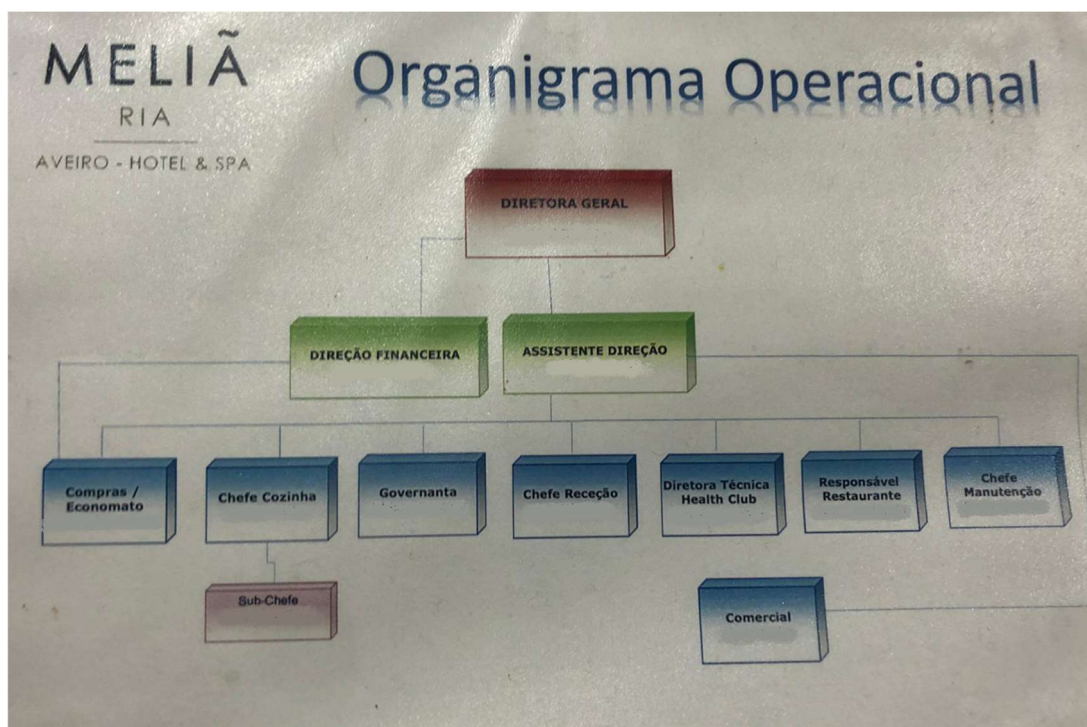 MELIÃ
RIA
AVEIRO - HOTEL & SPA
Organigrama Operacional
DIRETORA GERAL
DIREÇÃO FINANCEIRA
ASSISTENTE DIREÇÃO
Compras /
Economato
Chefe Cozinha
Governanta
Chefe Receção
Diretora Técnica
Health Club
Responsável
Restaurante
Chefe
Manutenção
Sub-Chefe
Comercial